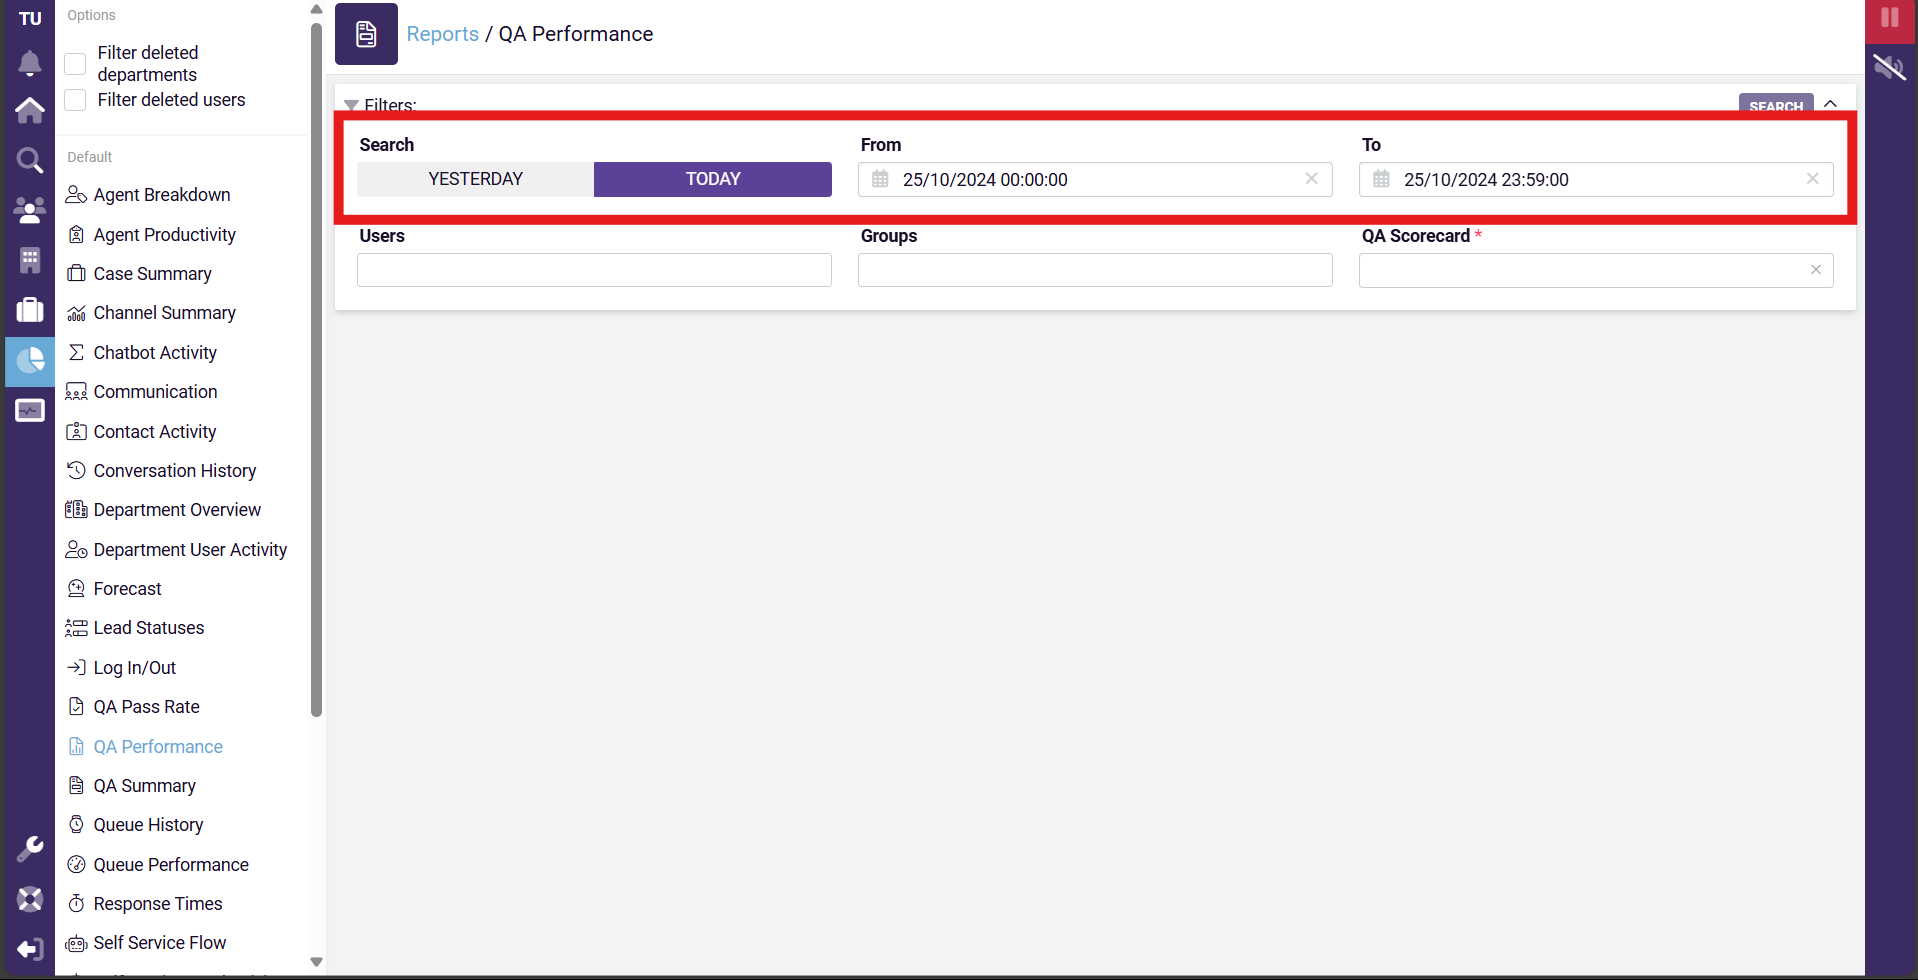 TU
Options
Filter deleted
departments
Filter deleted users
Default
Agent Breakdown
Agent Productivity
Case Summary
Channel Summary
Chatbot Activity
Communication
Contact Activity
Conversation History
Department Overview
Department User Activity
Forecast
Lead Statuses
Log In/Out
QA Pass Rate
QA Performance
QA Summary
Queue History
Queue Performance
Response Times
Self Service Flow
Reports / QA Performance
Filters:
SEARCH
Search
From
To
YESTERDAY
TODAY
25/10/2024 00:00:00
25/10/2024 23:59:00
Users
Groups
QA Scorecard *